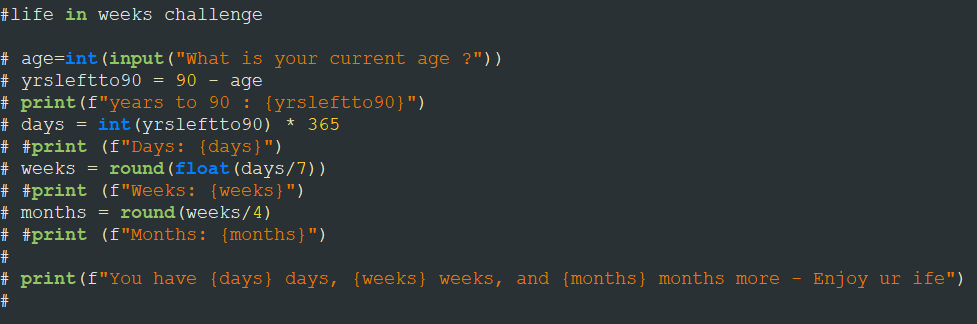 #life in weeks challenge
# age=int(input("What is your current age ?"))
# yrsleftto90 = 90 - age
# print(f"years to 90 : {yrsleftto90}")
# days = int(yrsleftto90) * 365
# #print (f"Days: {days}")
# weeks = round(float(days/7))
# #print (f"Weeks: {weeks}")
# months = round(weeks/4)
# #print (f"Months: {months}")
#
# print(f"You have {days} days, {weeks} weeks, and {months} months more - Enjoy ur ife")
#